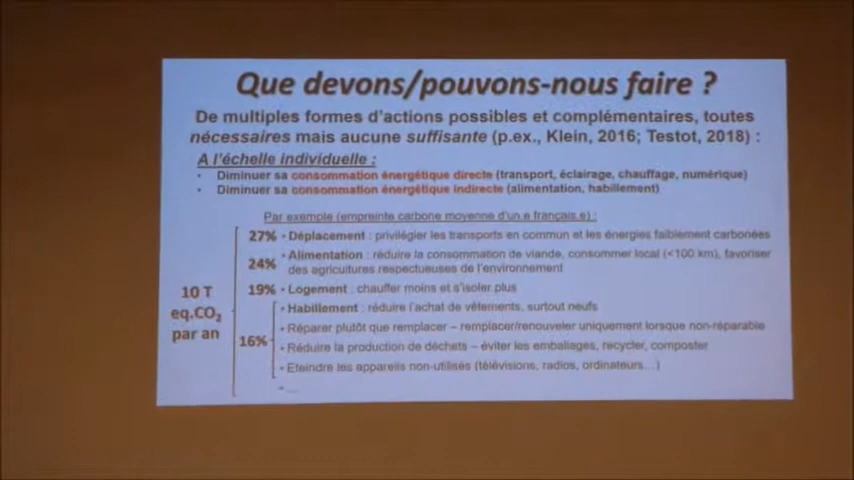 Que devons/pouvons-nous faire ?
De multiples formes d'actions possibles et complémentaires, toutes
nécessaires mais aucune suffisante (p.ex., Klein, 2016; Testot, 2018) :
A l'échelle individuelle :
• Diminuer sa consommation énergétique directe (transport, éclairage, chauffage, numérique)
• Diminuer sa consommation énergétique indirecte (alimentation, habillement)
Par exemple (empreinte carbone moyenne d'un.e français.e) :
27% • Déplacement : privilégier les transports en commun et les énergies faiblement carbonées
24% • Alimentation : réduire la consommation de viande, consommer local (<100 km), favoriser
des agricultures respectueuses de l'environnement
19% • Logement : chauffer moins et s'isoler plus
10 T
eq.CO₂
par an
16% • Habillement : réduire l'achat de vêtements, surtout neufs
• Réparer plutôt que remplacer – remplacer/renouveler uniquement lorsque non-réparable
• Réduire la production de déchets – éviter les emballages, recycler, composter
• Eteindre les appareils non-utilisés (télévisions, radios, ordinateurs…)
• …